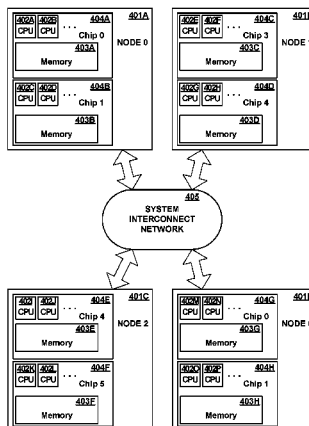 402A 402B 404A 401A
CPU CPU ... Chip 0 NODE 0
403A
Memory
402C 402D 404B
CPU CPU ... Chip 1
403B
Memory
402E 402F 404C
CPU CPU ... Chip 3 NODE
403C
Memory
402G 402H 404D
CPU CPU ... Chip 4
403D
Memory
405
SYSTEM
INTERCONNECT
NETWORK
402I 402J 404E 401C
CPU CPU ... Chip 4 NODE 2
403E
Memory
402K 402L 404F
CPU CPU ... Chip 5
403F
Memory
402M 402N 404G
CPU CPU ... Chip 0 NODE
403G
Memory
402O 402P 404H
CPU CPU ... Chip 1
403H
Memory